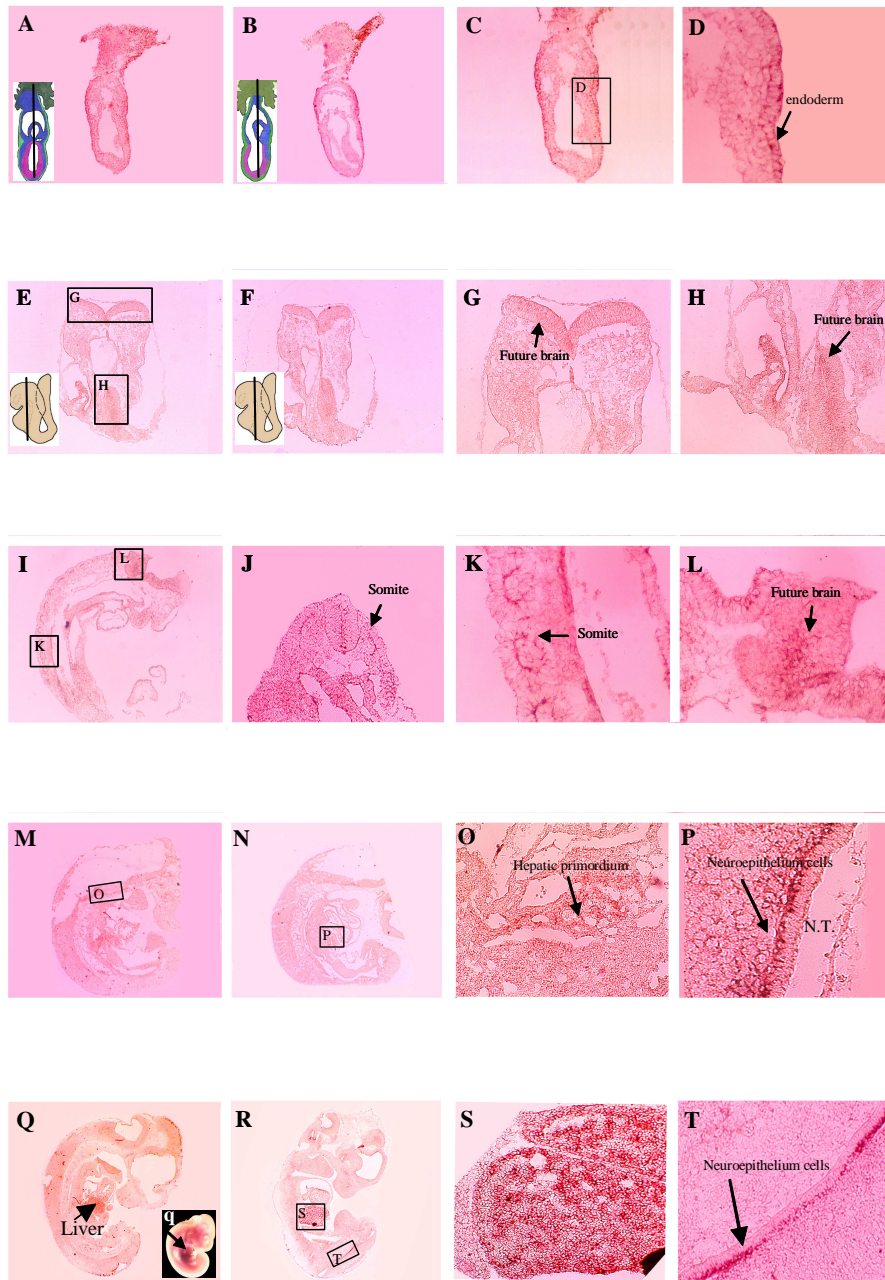 A
B
C
D
D
endoderm
E
G
H
F
G
Future brain
H
Future brain
I
L
K
J
Somite
K
Somite
L
Future brain
M
O
N
P
O
Hepatic primordium
P
Neuroepithelium cells
N.T.
Q
Liver
q
R
S
T
S
T
Neuroepithelium cells